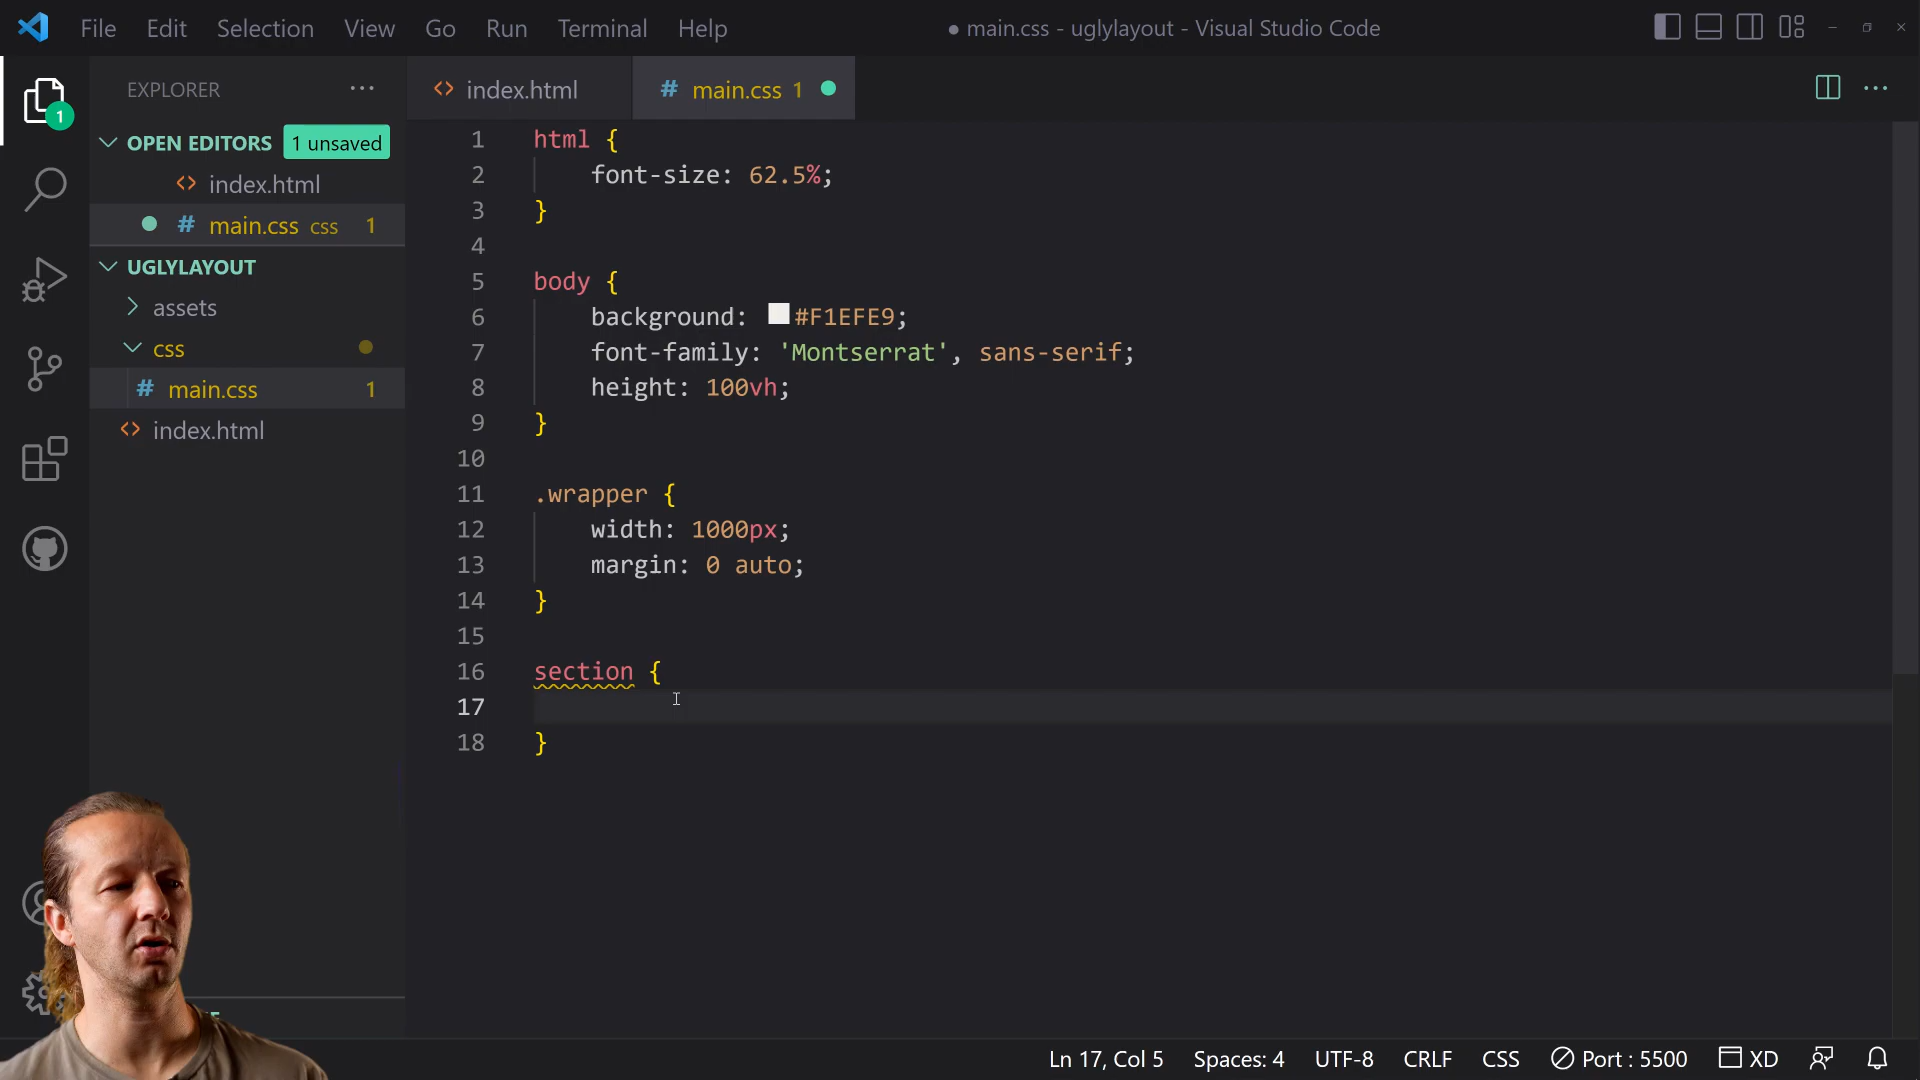 File Edit Selection View Go Run Terminal Help
● main.css - uglylayout - Visual Studio Code
EXPLORER ...
1
OPEN EDITORS 1 unsaved
<> index.html
# main.css css 1
UGLYLAYOUT
assets
css
# main.css 1
<> index.html
<> index.html
# main.css 1
1 html {
2 font-size: 62.5%;
3 }
4
5 body {
6 background: #F1EFE9;
7 font-family: 'Montserrat', sans-serif;
8 height: 100vh;
9 }
10
11 .wrapper {
12 width: 1000px;
13 margin: 0 auto;
14 }
15
16 section {
17
18 }
Ln 17, Col 5 Spaces: 4 UTF-8 CRLF CSS Port : 5500 XD